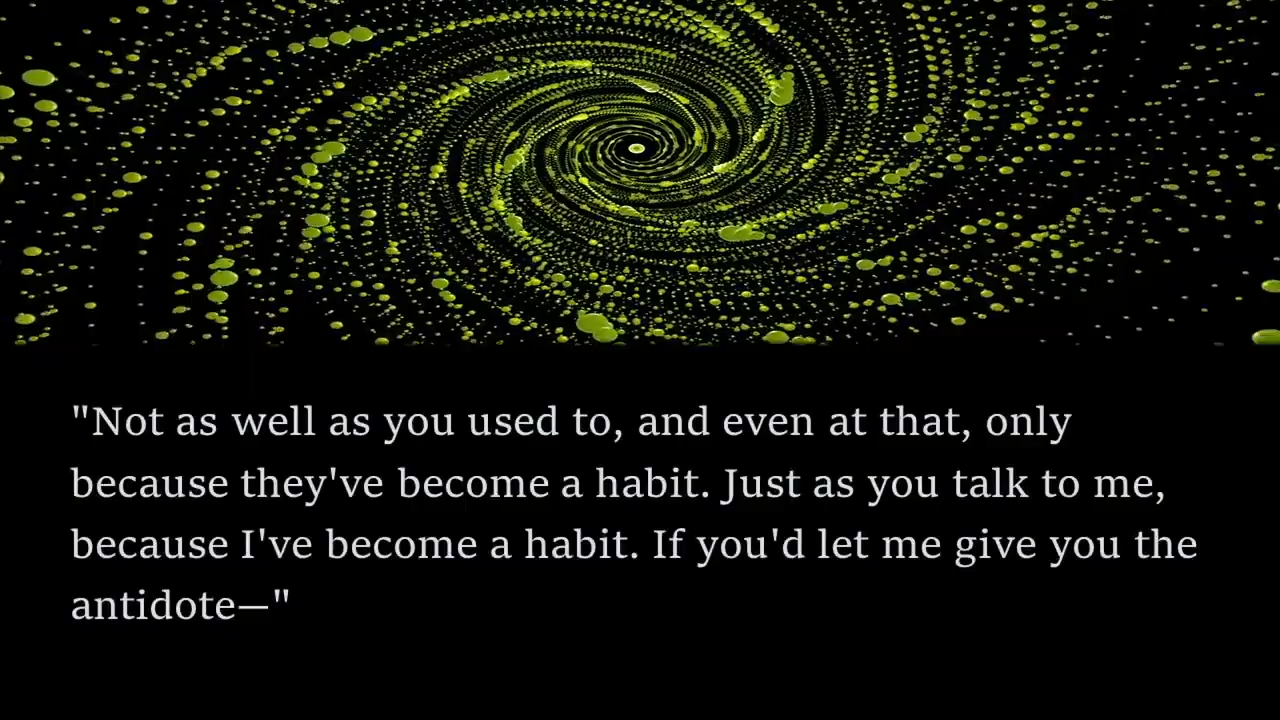 "Not as well as you used to, and even at that, only
because they've become a habit. Just as you talk to me,
because I've become a habit. If you'd let me give you the
antidote—"